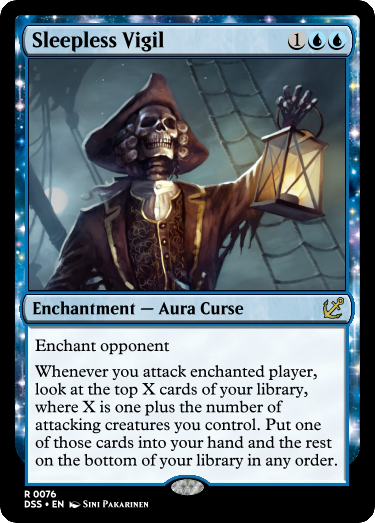 Sleepless Vigil 1
Enchantment — Aura Curse
Enchant opponent
Whenever you attack enchanted player,
look at the top X cards of your library,
where X is one plus the number of
attacking creatures you control. Put one
of those cards into your hand and the rest
on the bottom of your library in any order.
R 0076
DSS • EN Sini Pakarinen